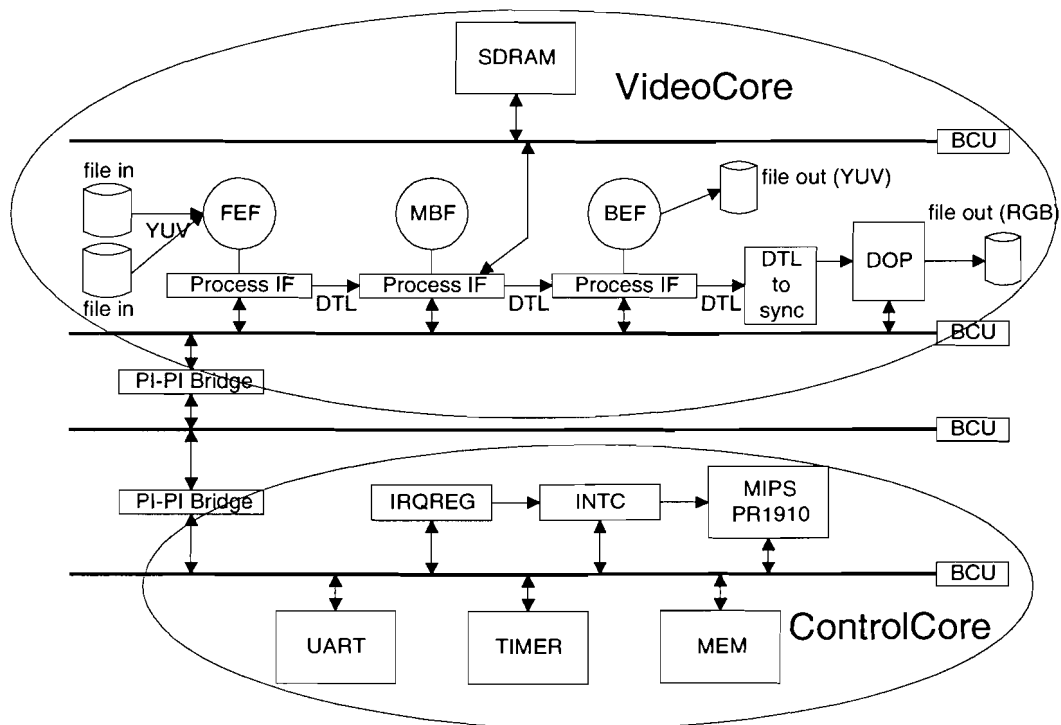 SDRAM
VideoCore
BCU
file in
FEF
MBF
BEF
file out (YUV)
file out (RGB)
YUV
file in
Process IF
DTL
Process IF
DTL
Process IF
DTL
DTL
to
sync
DOP
BCU
PI-PI Bridge
BCU
PI-PI Bridge
IRQREG
INTC
MIPS
PR1910
BCU
UART
TIMER
MEM
ControlCore